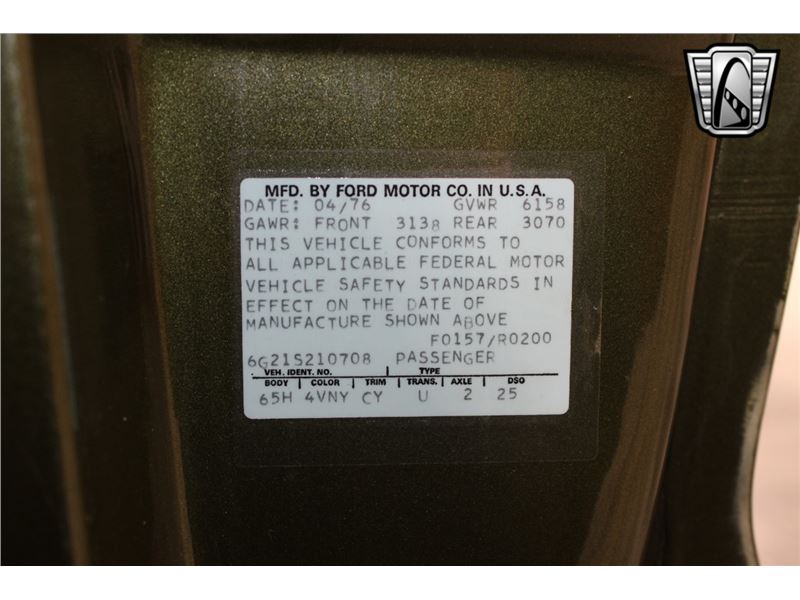 MFD. BY FORD MOTOR CO. IN U.S.A.
DATE: 04/76 GVWR 6158
GAWR: FRONT 3138 REAR 3070
THIS VEHICLE CONFORMS TO
ALL APPLICABLE FEDERAL MOTOR
VEHICLE SAFETY STANDARDS IN
EFFECT ON THE DATE OF
MANUFACTURE SHOWN ABOVE
F0157/R0200
6G21S210708 PASSENGER
VEH. IDENT. NO. TYPE
BODY COLOR TRIM TRANS. AXLE DSO
65H 4VNY CY U 2 25